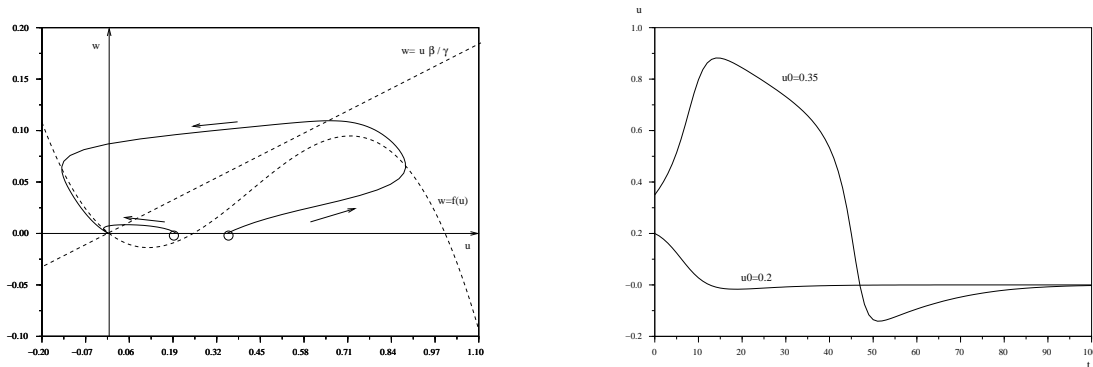 0.20
0.15
0.10
0.05
0.00
−0.05
−0.10
w
w= u β / γ
w=f(u)
u
−0.20 −0.07 0.06 0.19 0.32 0.45 0.58 0.71 0.84 0.97 1.10
u
1.0
0.8
0.6
0.4
0.2
−0.0
−0.2
u0=0.35
u0=0.2
0 10 20 30 40 50 60 70 80 90 100
t